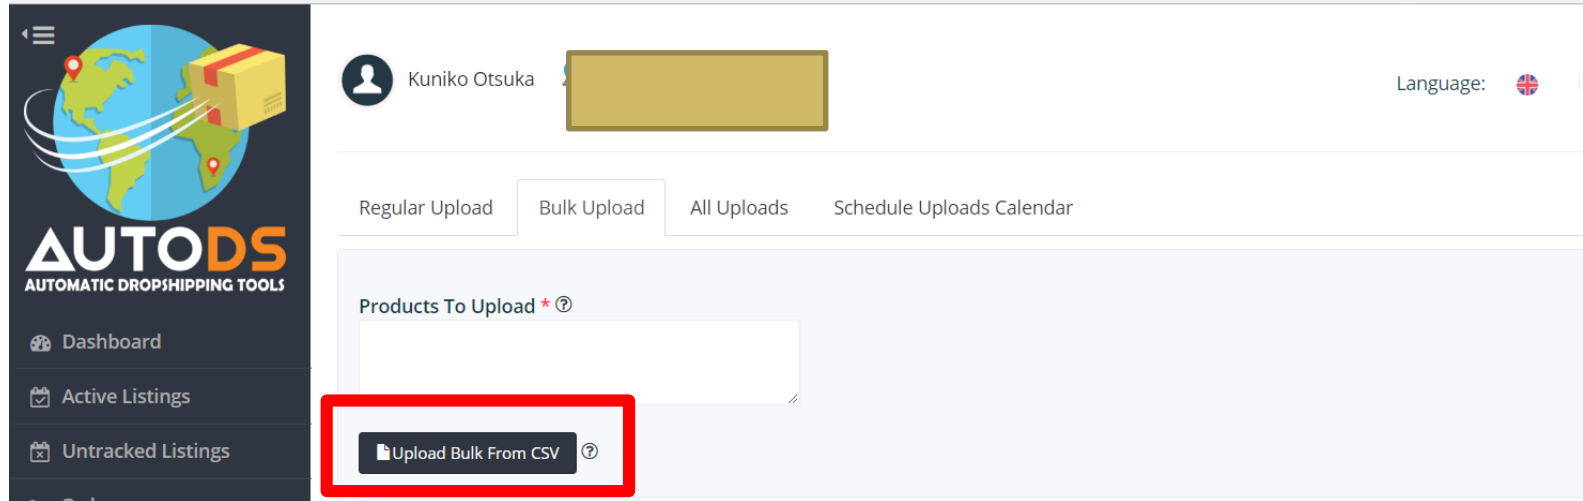 AUTODS
AUTOMATIC DROPSHIPPING TOOLS
Dashboard
Active Listings
Untracked Listings
Kuniko Otsuka
Language:
Regular Upload
Bulk Upload
All Uploads
Schedule Uploads Calendar
Products To Upload *
Upload Bulk From CSV